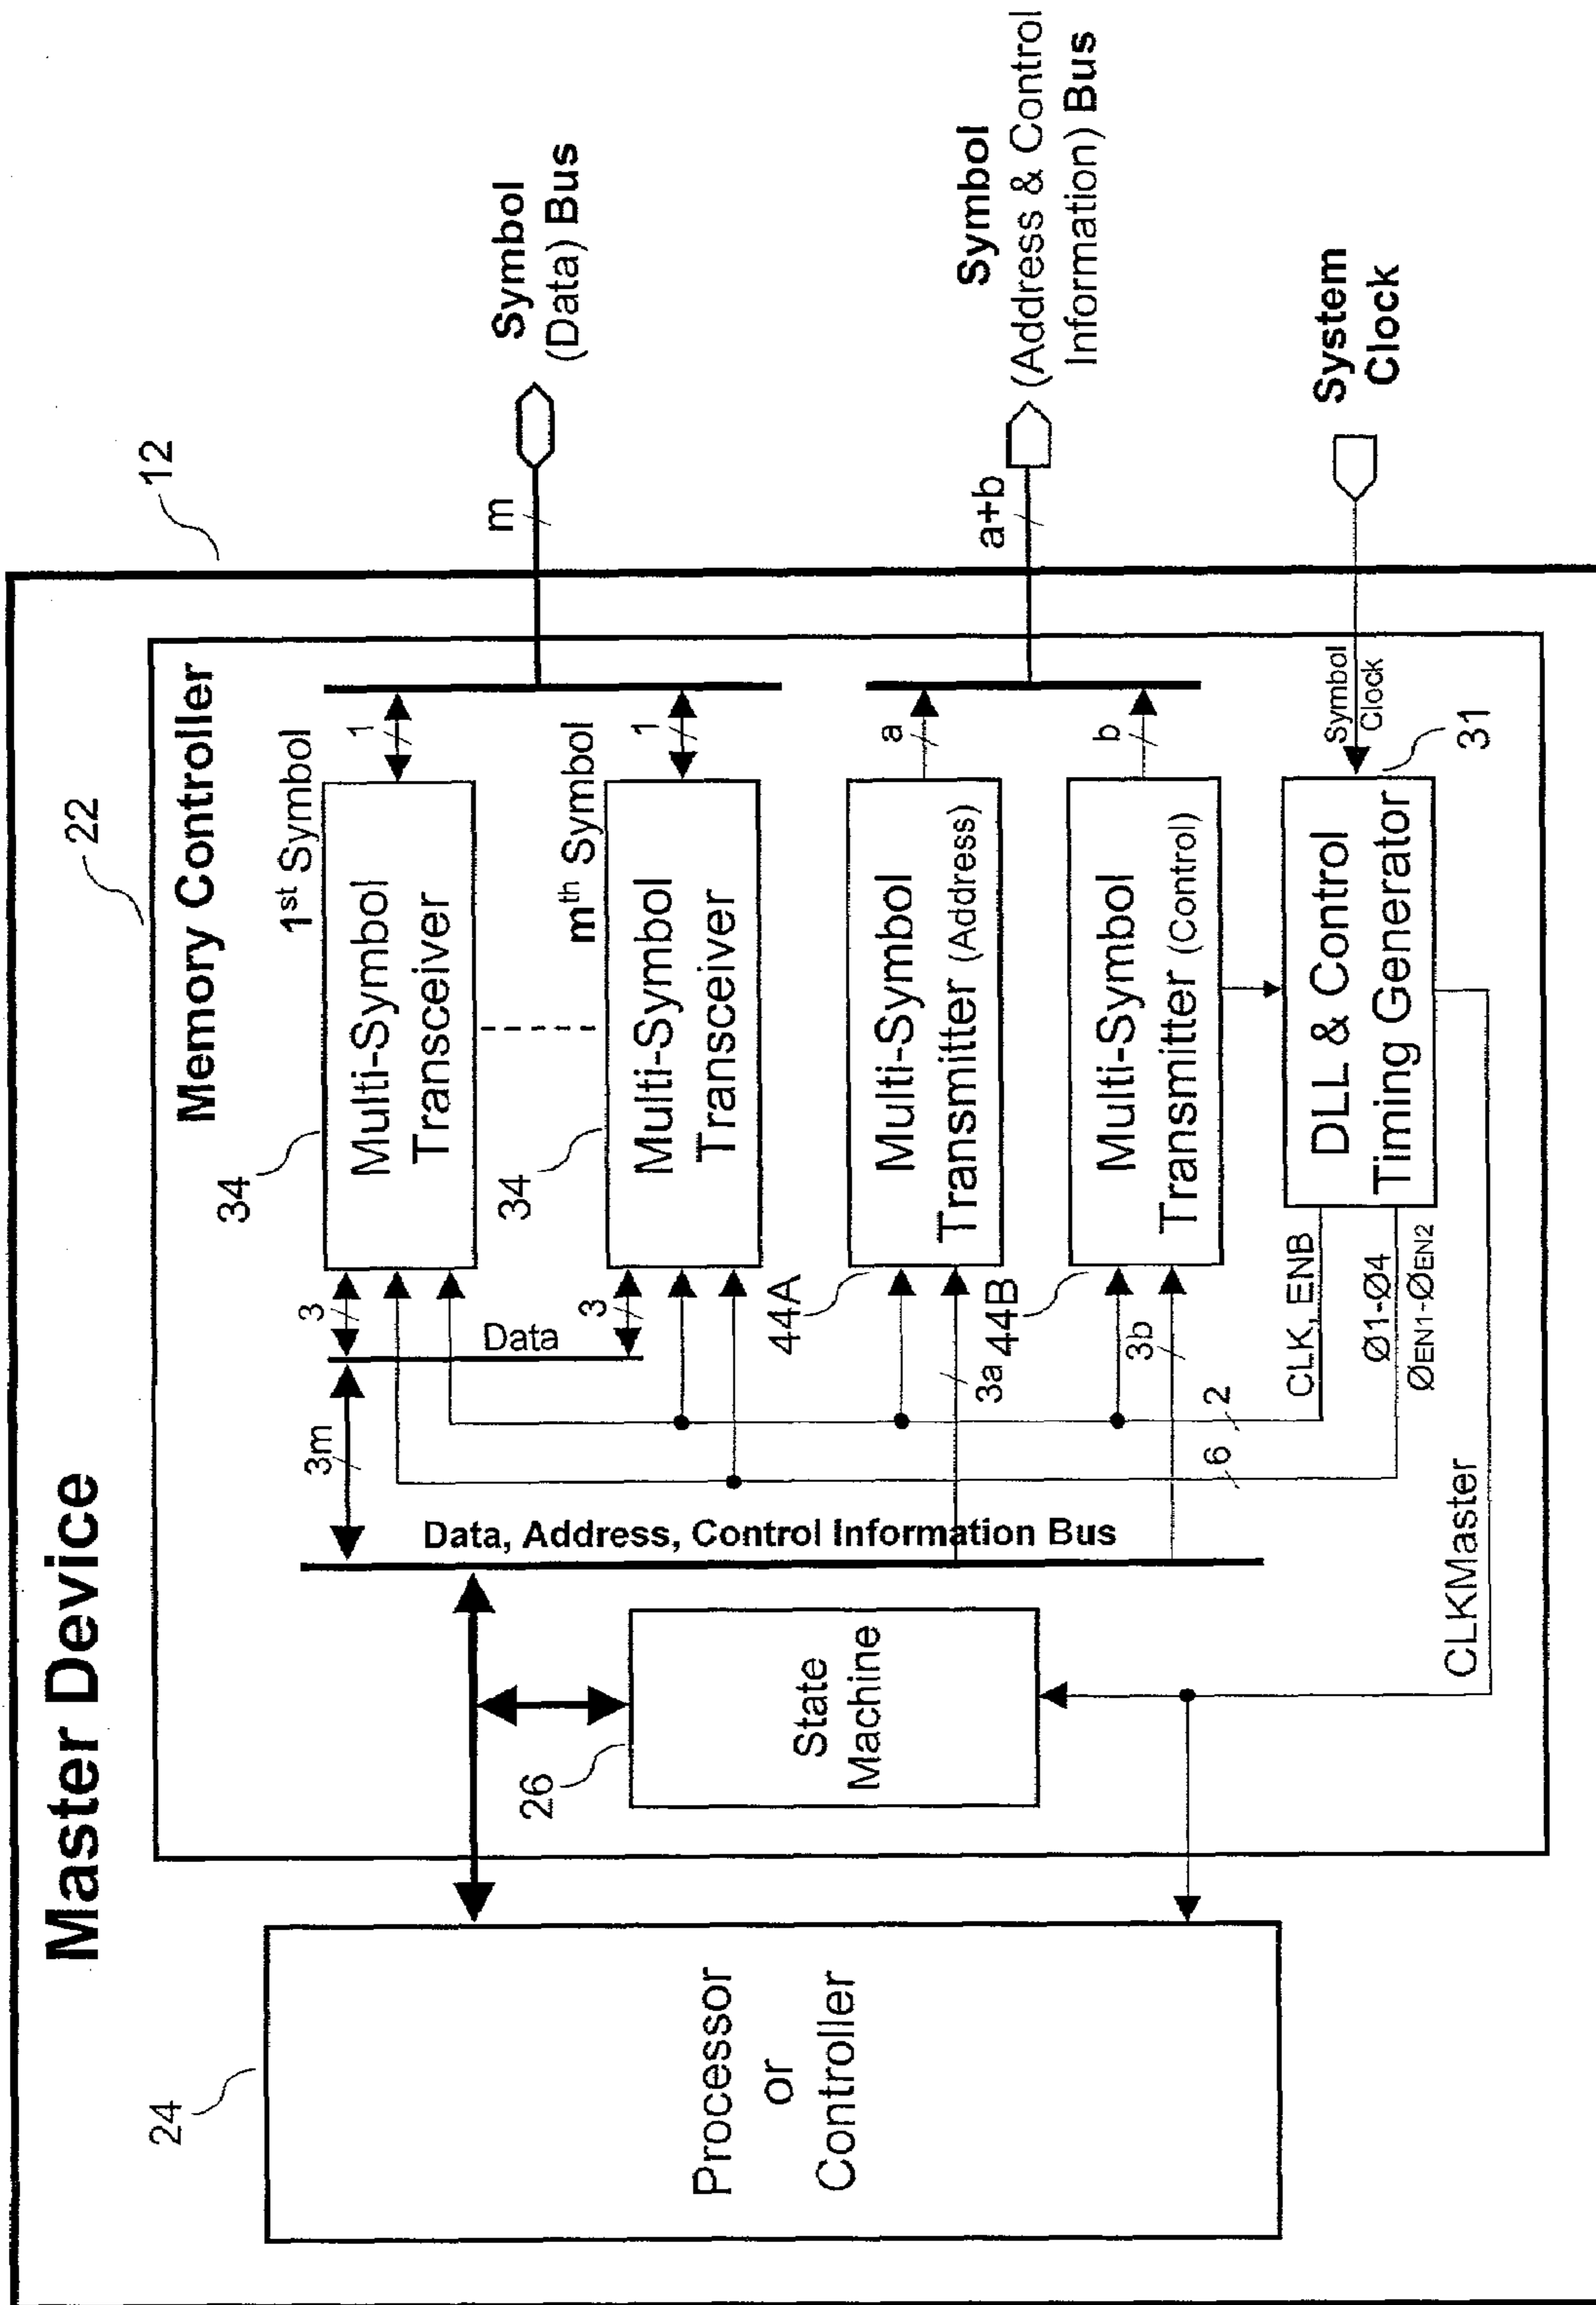 Master Device
12
22
Memory Controller
24
Processor
or
Controller
26
State
Machine
Data, Address, Control Information Bus
3m
Data
3
34
1st Symbol
Multi-Symbol
Transceiver
1
3
34
mth Symbol
Multi-Symbol
Transceiver
1
m
Symbol
(Data) Bus
44A
3a
Multi-Symbol
Transmitter (Address)
a
44B
3b
Multi-Symbol
Transmitter (Control)
b
a+b
Symbol
(Address & Control
Information) Bus
2
6
CLK, ENB
Ø1-Ø4
ØEN1-ØEN2
DLL & Control
Timing Generator
31
Symbol
Clock
System
Clock
CLKMaster